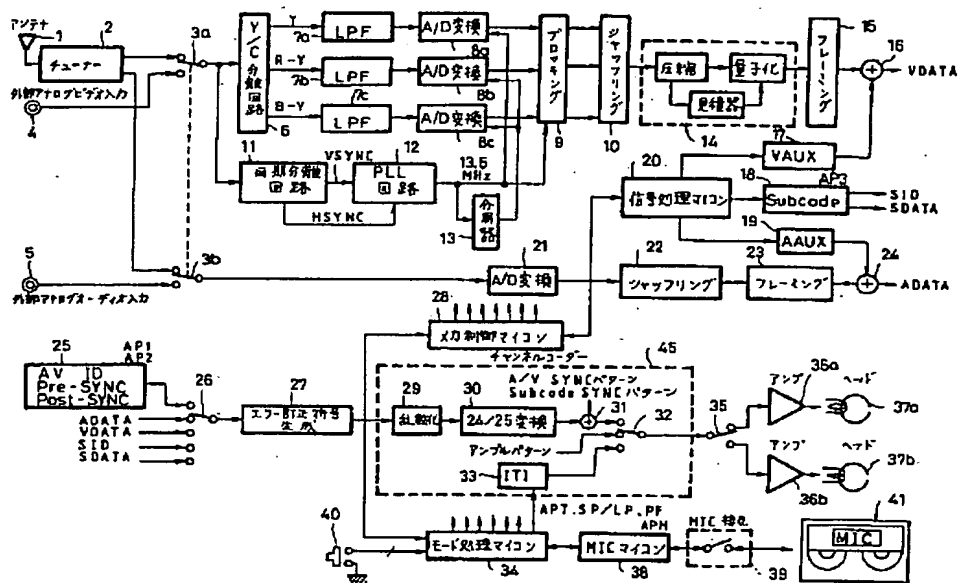 アンテナ
1
2
チューナー
3a
外部アナログビデオ入力
4
Y/C分離回路
6
Y
R-Y
B-Y
7a
LPF
7b
LPF
7c
LPF
A/D変換
8a
A/D変換
8b
A/D変換
8c
ブロッキング
9
シャフリング
10
圧縮
量子化
見積器
14
15
フレーミング
16
VDATA
11
同期分離回路
VSYNC
HSYNC
12
PLL回路
13.5MHz
分周器
13
20
信号処理マイコン
17
VAUX
18
AP3
Subcode
SID
SDATA
19
AAUX
5
外部アナログオーディオ入力
3b
21
A/D変換
22
シャッフリング
23
フレーミング
24
ADATA
28
メカ制御マイコン
25
AP1
AP2
AV ID
Pre-SYNC
Post-SYNC
26
ADATA
VDATA
SID
SDATA
27
エラー訂正符号生成
チャンネルコーダー
45
29
乱数化
30
24/25変換
A/V SYNCパターン
Subcode SYNCパターン
31
32
アンブルパターン
33
ITI
35
アンプ
36a
ヘッド
37a
アンプ
36b
ヘッド
37b
APT.SP/LP.PF
40
モード処理マイコン
34
APM
MICマイコン
38
MIC接点
39
41
MIC